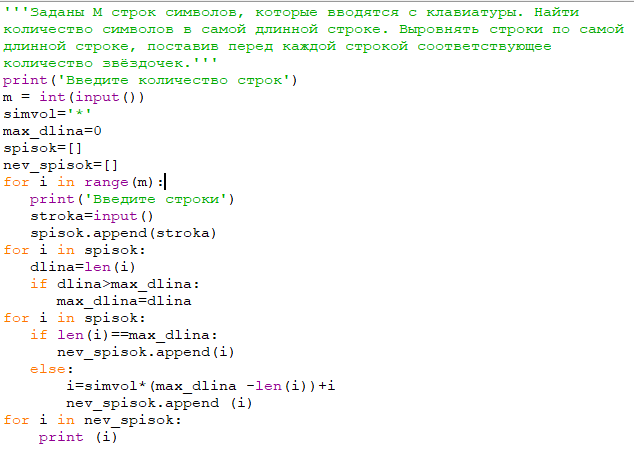 '''Заданы M строк символов, которые вводятся с клавиатуры. Найти
количество символов в самой длинной строке. Выровнять строки по самой
длинной строке, поставив перед каждой строкой соответствующее
количество звёздочек.'''
print('Введите количество строк')
m = int(input())
simvol='*'
max_dlina=0
spisok=[]
nev_spisok=[]
for i in range(m):
   print('Введите строки')
   stroka=input()
   spisok.append(stroka)
for i in spisok:
   dlina=len(i)
   if dlina>max_dlina:
      max_dlina=dlina
for i in spisok:
   if len(i)==max_dlina:
      nev_spisok.append(i)
   else:
       i=simvol*(max_dlina -len(i))+i
       nev_spisok.append (i)
for i in nev_spisok:
    print (i)